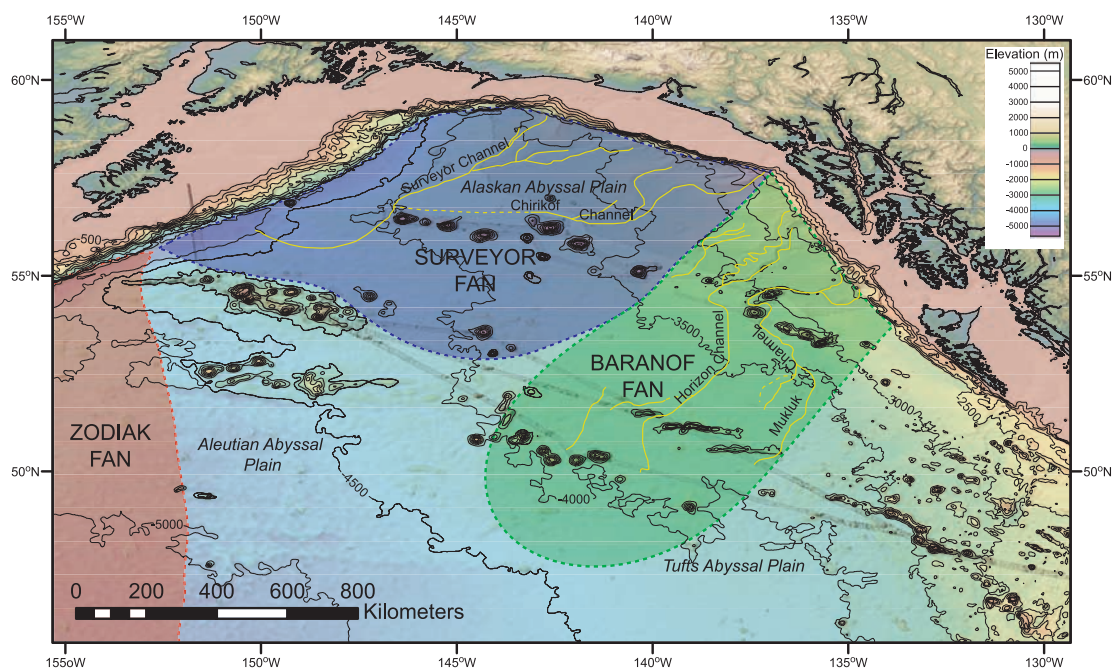 155°W 150°W 145°W 140°W 135°W 130°W
60°N 60°N
Elevation (m)
5000
4000
3000
2000
1000
0
-1000
-2000
-3000
-4000
-5000
Surveyor Channel
Alaskan Abyssal Plain
Chirikof Channel
-500
SURVEYOR
FAN
55°N 55°N
3500
Horizon Channel
Channel
Mukluk
BARANOF
FAN
-3000
ZODIAK
FAN
Aleutian Abyssal
Plain
50°N 50°N
-4500
-4000
-5000
Tufts Abyssal Plain
0 200 400 600 800
Kilometers
155°W 150°W 145°W 140°W 135°W 130°W